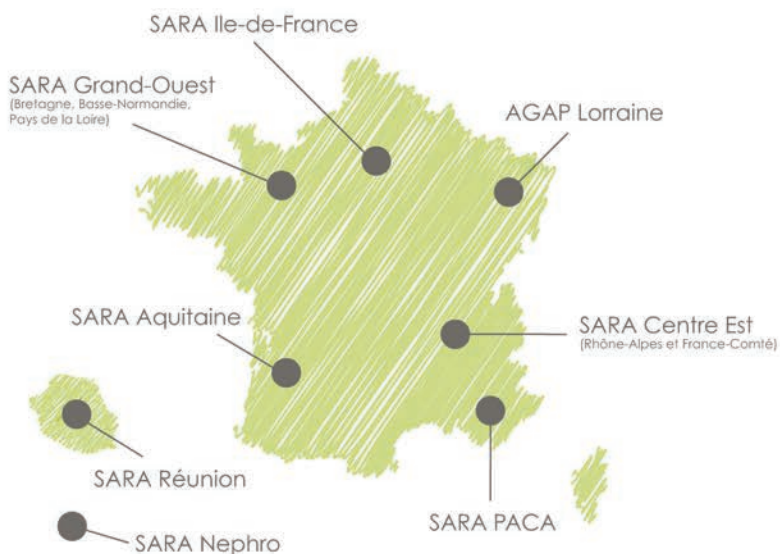 SARA Ile-de-France
SARA Grand-Ouest
(Bretagne, Basse-Normandie,
Pays de la Loire)
AGAP Lorraine
SARA Aquitaine
SARA Centre Est
(Rhône-Alpes et France-Comté)
SARA Réunion
SARA PACA
SARA Nephro